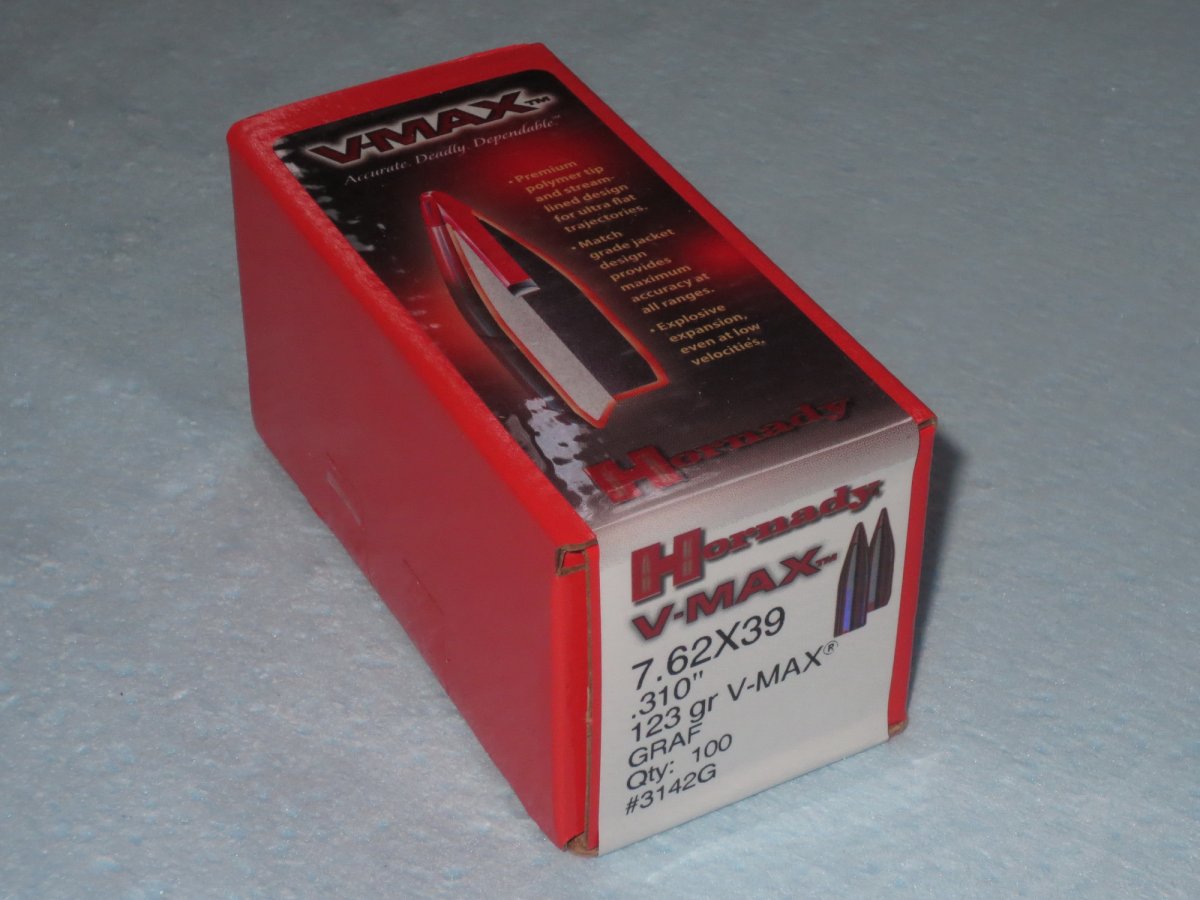 V-MAX™
Accurate. Deadly. Dependable.™
• Premium
polymer tip
and stream-
lined design
for ultra flat
trajectories.
• Match
grade jacket
design
provides
maximum
accuracy at
all ranges.
• Explosive
expansion,
even at low
velocities.
Hornady
Hornady
V-MAX™
7.62X39
.310"
123 gr V-MAX®
GRAF
Qty: 100
#3142G